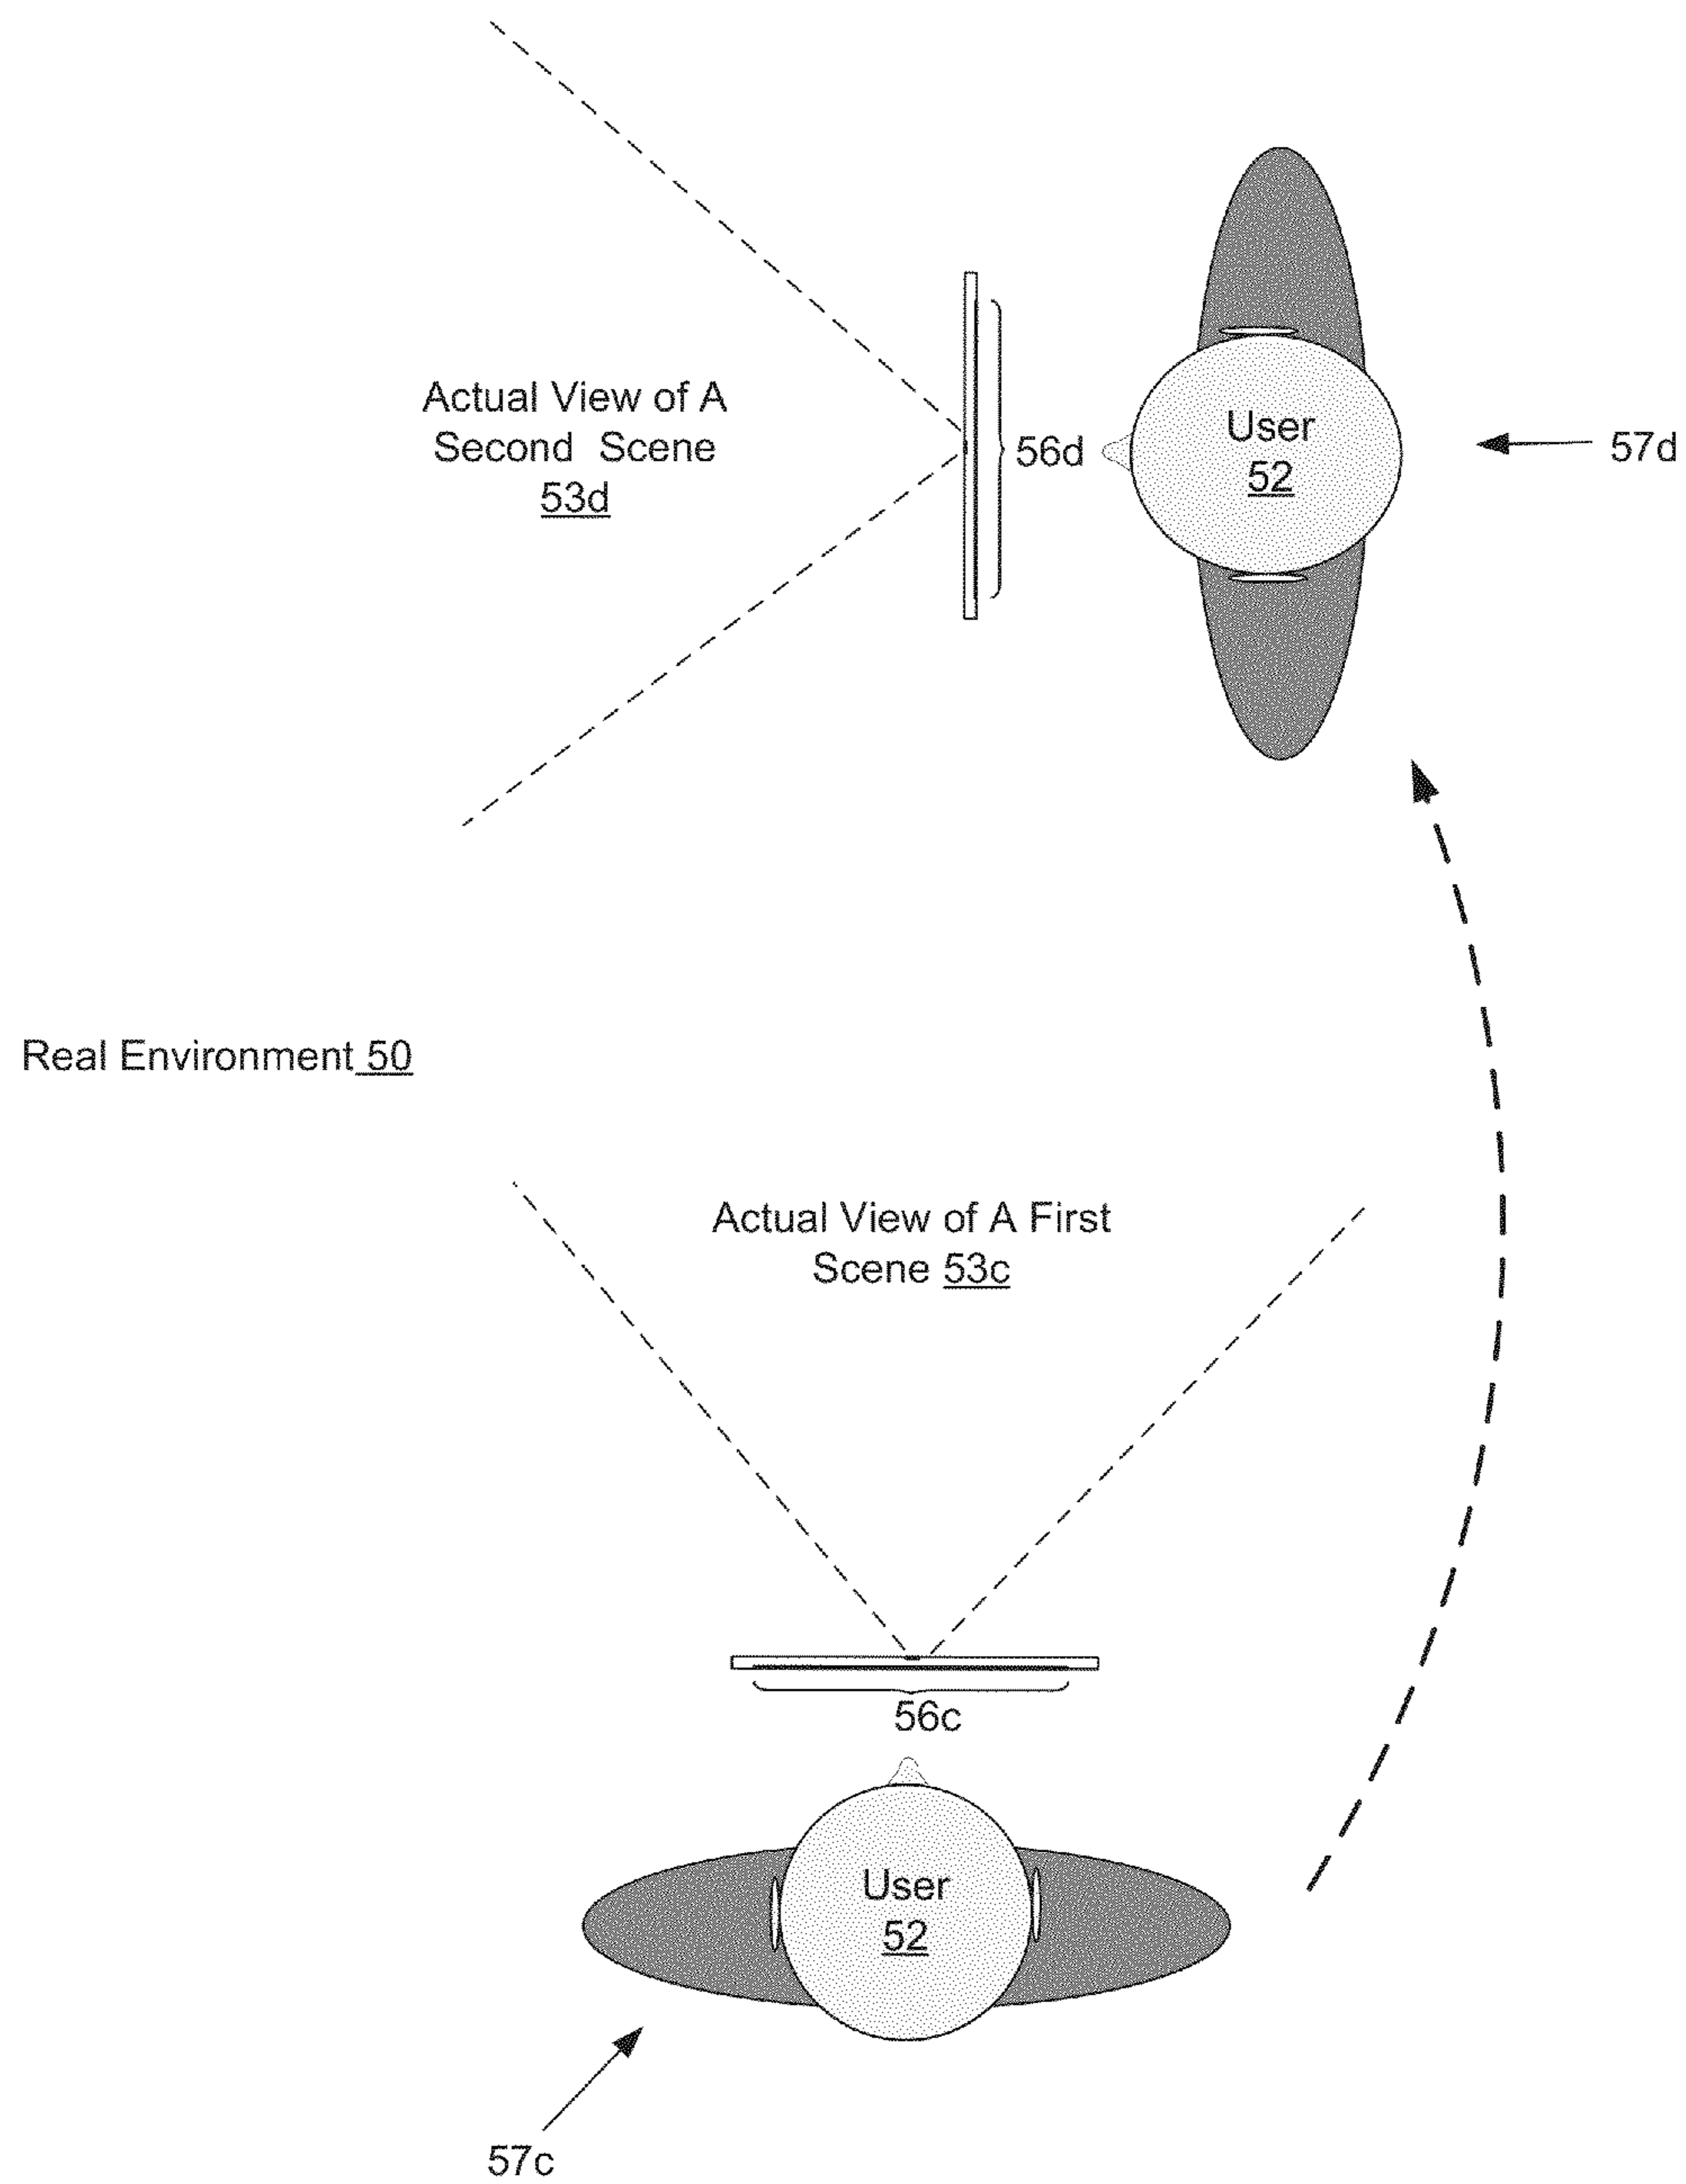 Actual View of A
Second Scene
53d
56d
User
52
57d
Real Environment 50
Actual View of A First
Scene 53c
56c
User
52
57c